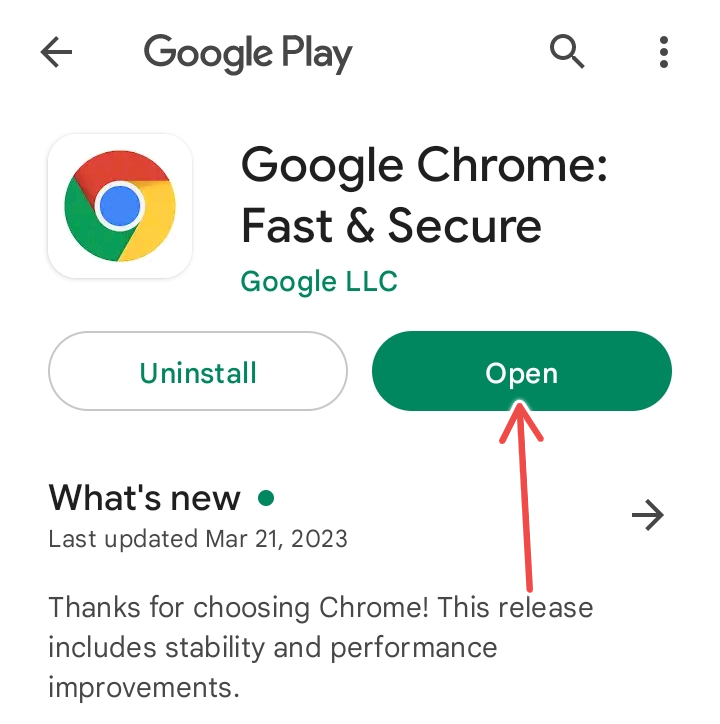 Google Play
Google Chrome:
Fast & Secure
Google LLC
Uninstall
Open
What's new
Last updated Mar 21, 2023
Thanks for choosing Chrome! This release
includes stability and performance
improvements.